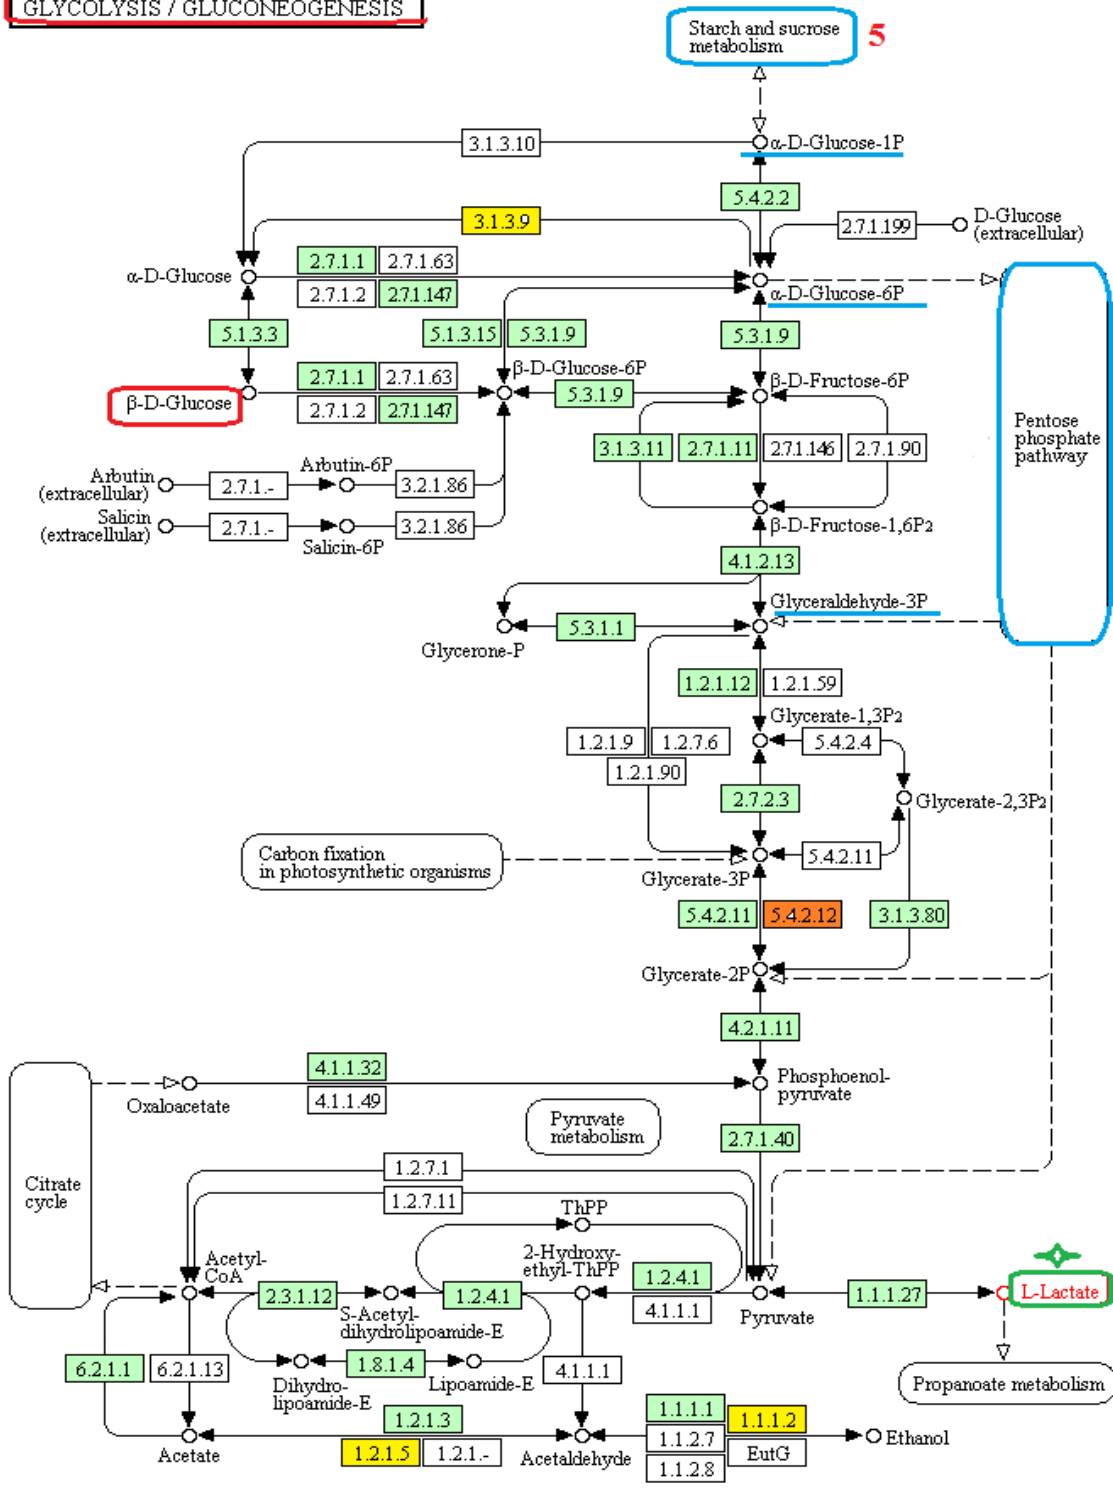 GLYCOLYSIS / GLUCONEOGENESIS
Starch and sucrose
metabolism
5
3.1.3.10
α-D-Glucose-1P
5.4.2.2
3.1.3.9
2.7.1.199
D-Glucose
(extracellular)
α-D-Glucose
2.7.1.1
2.7.1.63
2.7.1.2
2.7.1.147
α-D-Glucose-6P
5.1.3.3
5.1.3.15
5.3.1.9
5.3.1.9
β-D-Glucose
2.7.1.1
2.7.1.63
2.7.1.2
2.7.1.147
β-D-Glucose-6P
5.3.1.9
β-D-Fructose-6P
Pentose
phosphate
pathway
3.1.3.11
2.7.1.11
2.7.1.146
2.7.1.90
Arbutin
(extracellular)
2.7.1.-
Arbutin-6P
3.2.1.86
Salicin
(extracellular)
2.7.1.-
Salicin-6P
3.2.1.86
β-D-Fructose-1,6P2
4.1.2.13
Glyceraldehyde-3P
Glycerone-P
5.3.1.1
1.2.1.12
1.2.1.59
Glycerate-1,3P2
1.2.1.9
1.2.7.6
1.2.1.90
5.4.2.4
2.7.2.3
Glycerate-2,3P2
Carbon fixation
in photosynthetic organisms
5.4.2.11
Glycerate-3P
5.4.2.11
5.4.2.12
3.1.3.80
Glycerate-2P
4.2.1.11
Oxaloacetate
4.1.1.32
4.1.1.49
Phosphoenol-
pyruvate
Pyruvate
metabolism
2.7.1.40
Citrate
cycle
1.2.7.1
1.2.7.11
ThPP
Acetyl-
CoA
2-Hydroxy-
ethyl-ThPP
2.3.1.12
S-Acetyl-
dihydrolipoamide-E
1.2.4.1
1.2.4.1
4.1.1.1
Pyruvate
1.1.1.27
L-Lactate
6.2.1.1
6.2.1.13
Dihydro-
lipoamide-E
1.8.1.4
Lipoamide-E
4.1.1.1
Propanoate metabolism
Acetate
1.2.1.3
1.2.1.5
1.2.1.-
Acetaldehyde
1.1.1.1
1.1.1.2
1.1.2.7
EutG
1.1.2.8
Ethanol